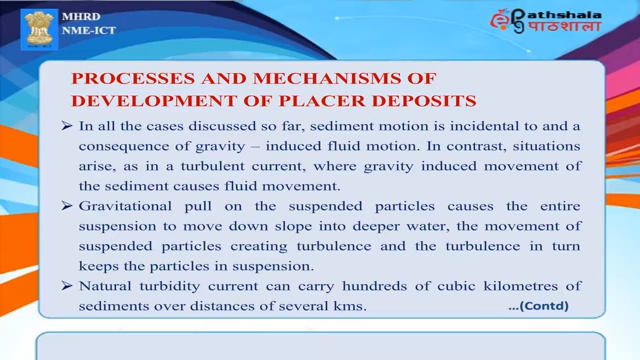 MHRD
NME-ICT
epgathshala
पाठशाला
PROCESSES AND MECHANISMS OF
DEVELOPMENT OF PLACER DEPOSITS
➢ In all the cases discussed so far, sediment motion is incidental to and a
consequence of gravity – induced fluid motion. In contrast, situations
arise, as in a turbulent current, where gravity induced movement of
the sediment causes fluid movement.
➢ Gravitational pull on the suspended particles causes the entire
suspension to move down slope into deeper water, the movement of
suspended particles creating turbulence and the turbulence in turn
keeps the particles in suspension.
➢ Natural turbidity current can carry hundreds of cubic kilometres of
sediments over distances of several kms. ...(Contd)